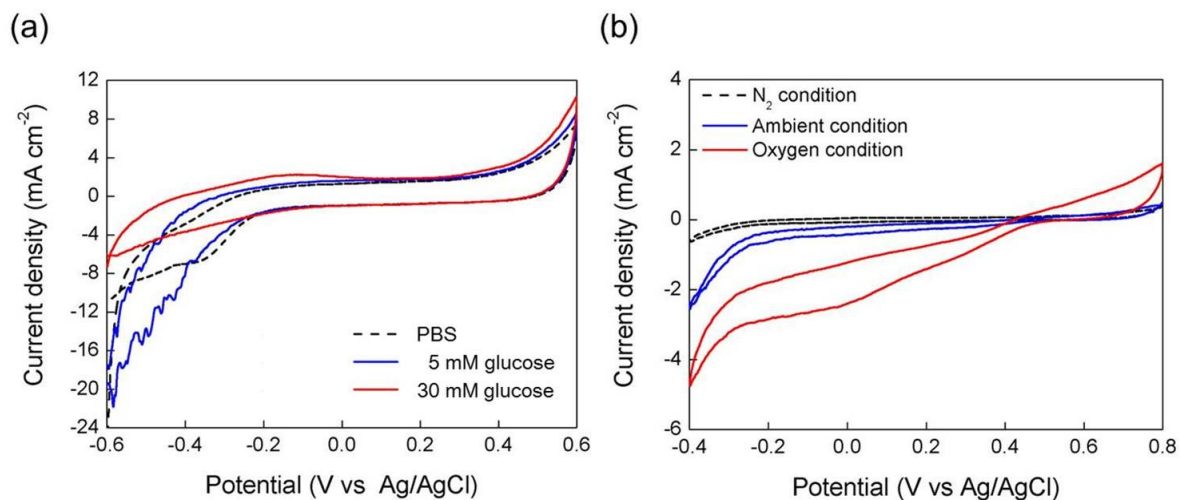 (a)
Current density (mA cm⁻²)
12
8
4
0
-4
-8
-12
-16
-20
-24
PBS
5 mM glucose
30 mM glucose
-0.6 -0.4 -0.2 0.0 0.2 0.4 0.6
Potential (V vs Ag/AgCl)
(b)
Current density (mA cm⁻²)
4
2
0
-2
-4
-6
N₂ condition
Ambient condition
Oxygen condition
-0.4 -0.2 0.0 0.2 0.4 0.6 0.8
Potential (V vs Ag/AgCl)